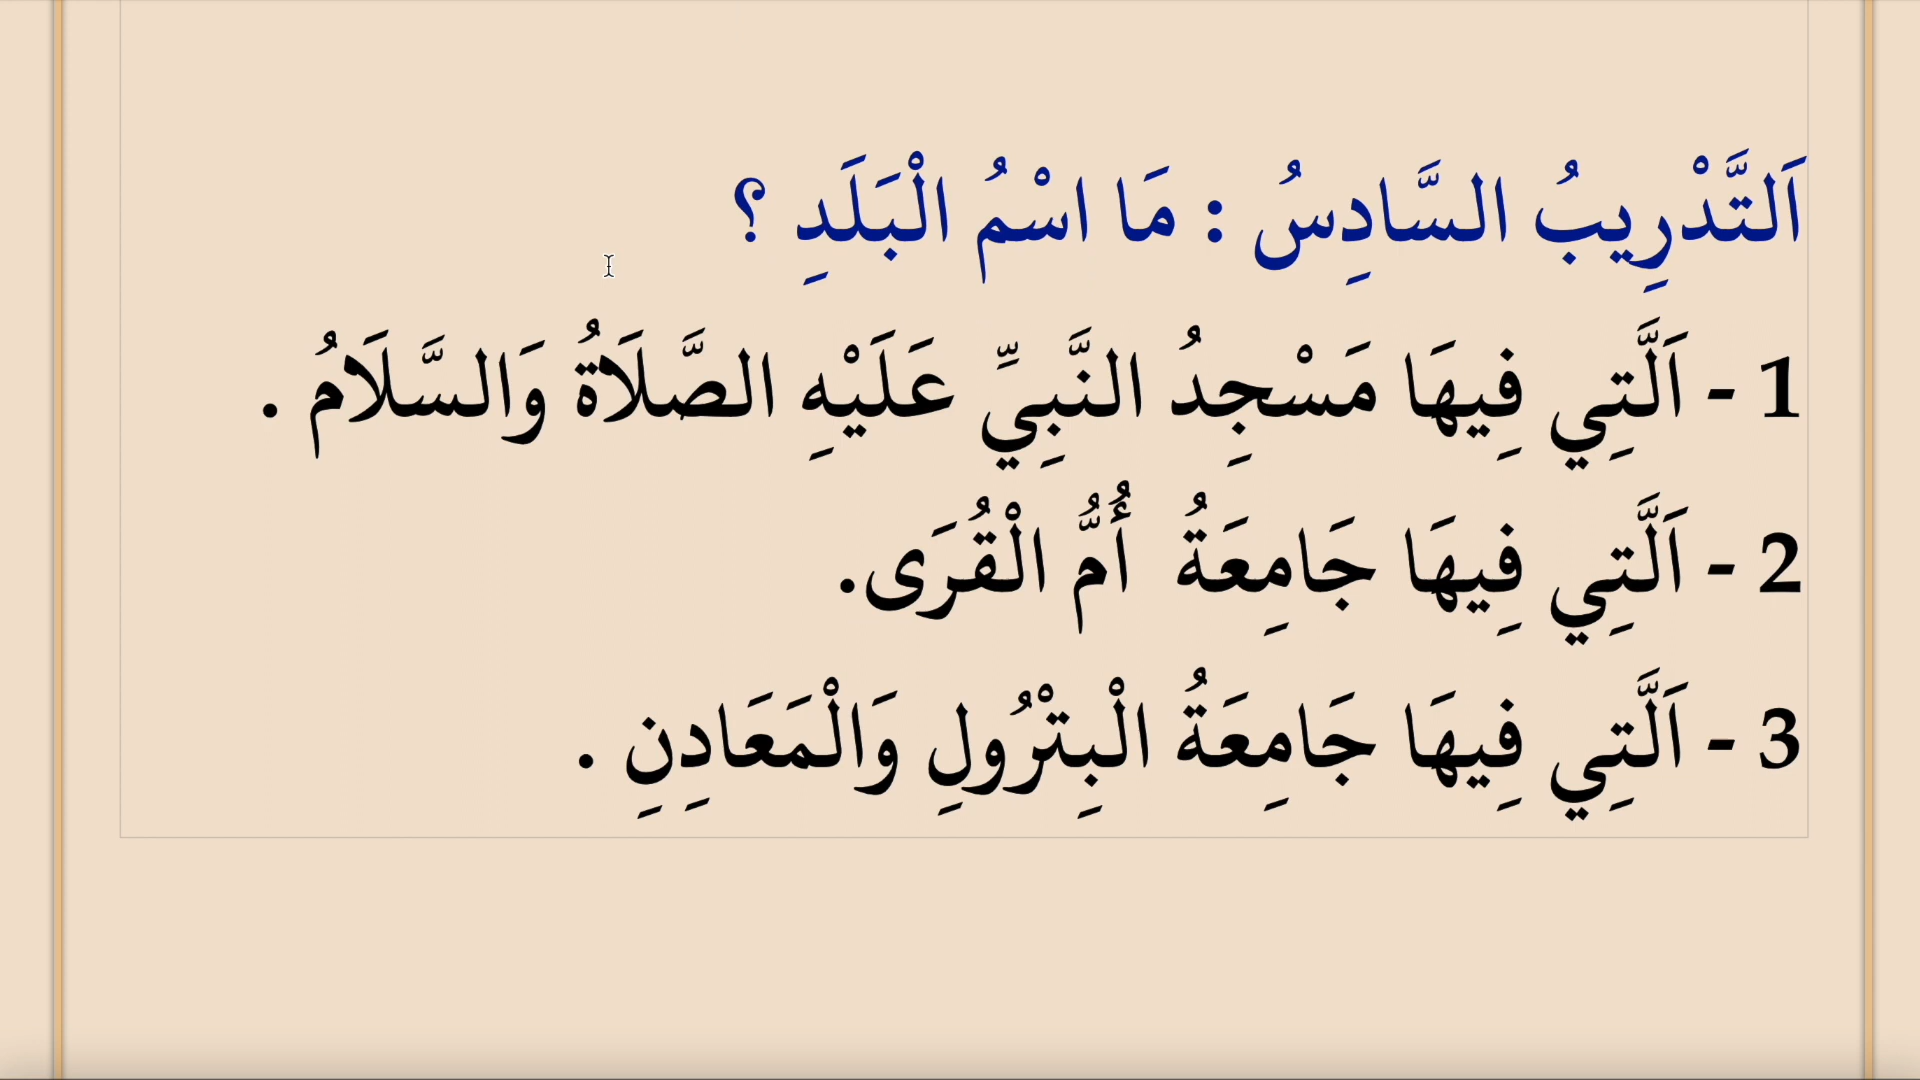 اَلتَّدْرِيبُ السَّادِسُ : مَا اسْمُ الْبَلَدِ ؟
1 - اَلَّتِي فِيهَا مَسْجِدُ النَّبِيِّ عَلَيْهِ الصَّلَاةُ وَالسَّلَامُ .
2 - اَلَّتِي فِيهَا جَامِعَةُ أُمُّ الْقُرَى.
3 - اَلَّتِي فِيهَا جَامِعَةُ الْبِتْرُولِ وَالْمَعَادِنِ .